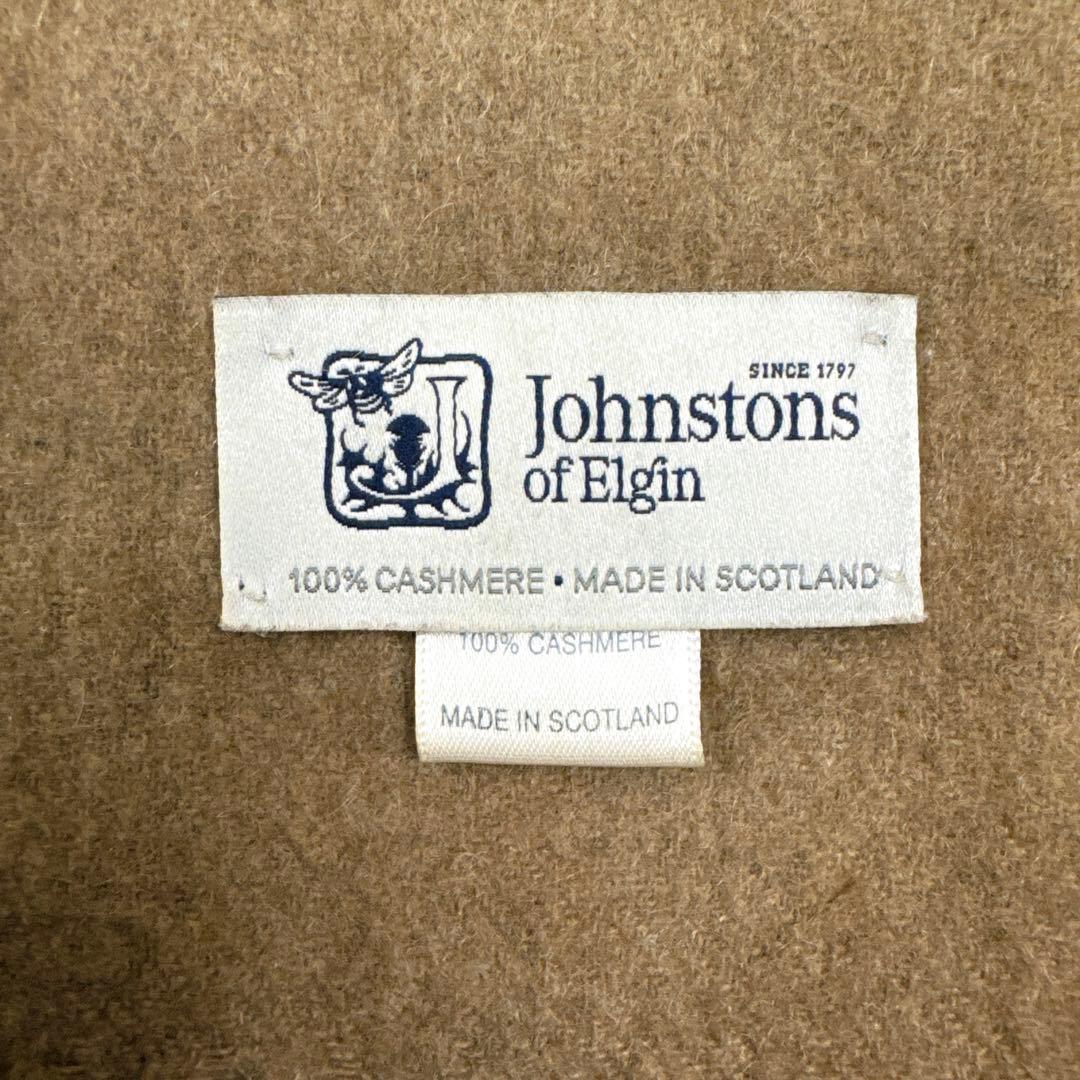 SINCE 1797
Johnstons
of Elgin
100% CASHMERE • MADE IN SCOTLAND
100% CASHMERE
MADE IN SCOTLAND